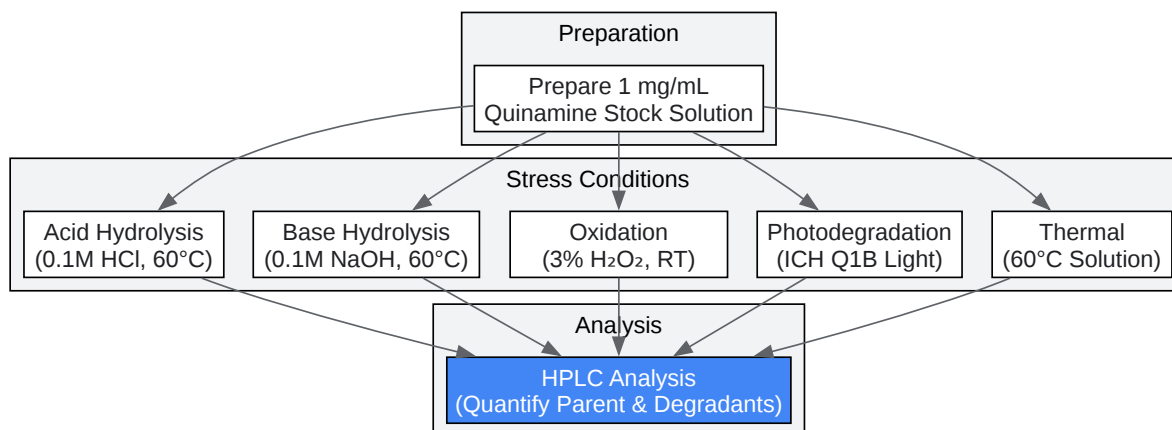 Preparation
Prepare 1 mg/mL
Quinamine Stock Solution
Stress Conditions
Acid Hydrolysis
(0.1M HCl, 60°C)
Base Hydrolysis
(0.1M NaOH, 60°C)
Oxidation
(3% H₂O₂, RT)
Photodegradation
(ICH Q1B Light)
Thermal
(60°C Solution)
Analysis
HPLC Analysis
(Quantify Parent & Degradants)